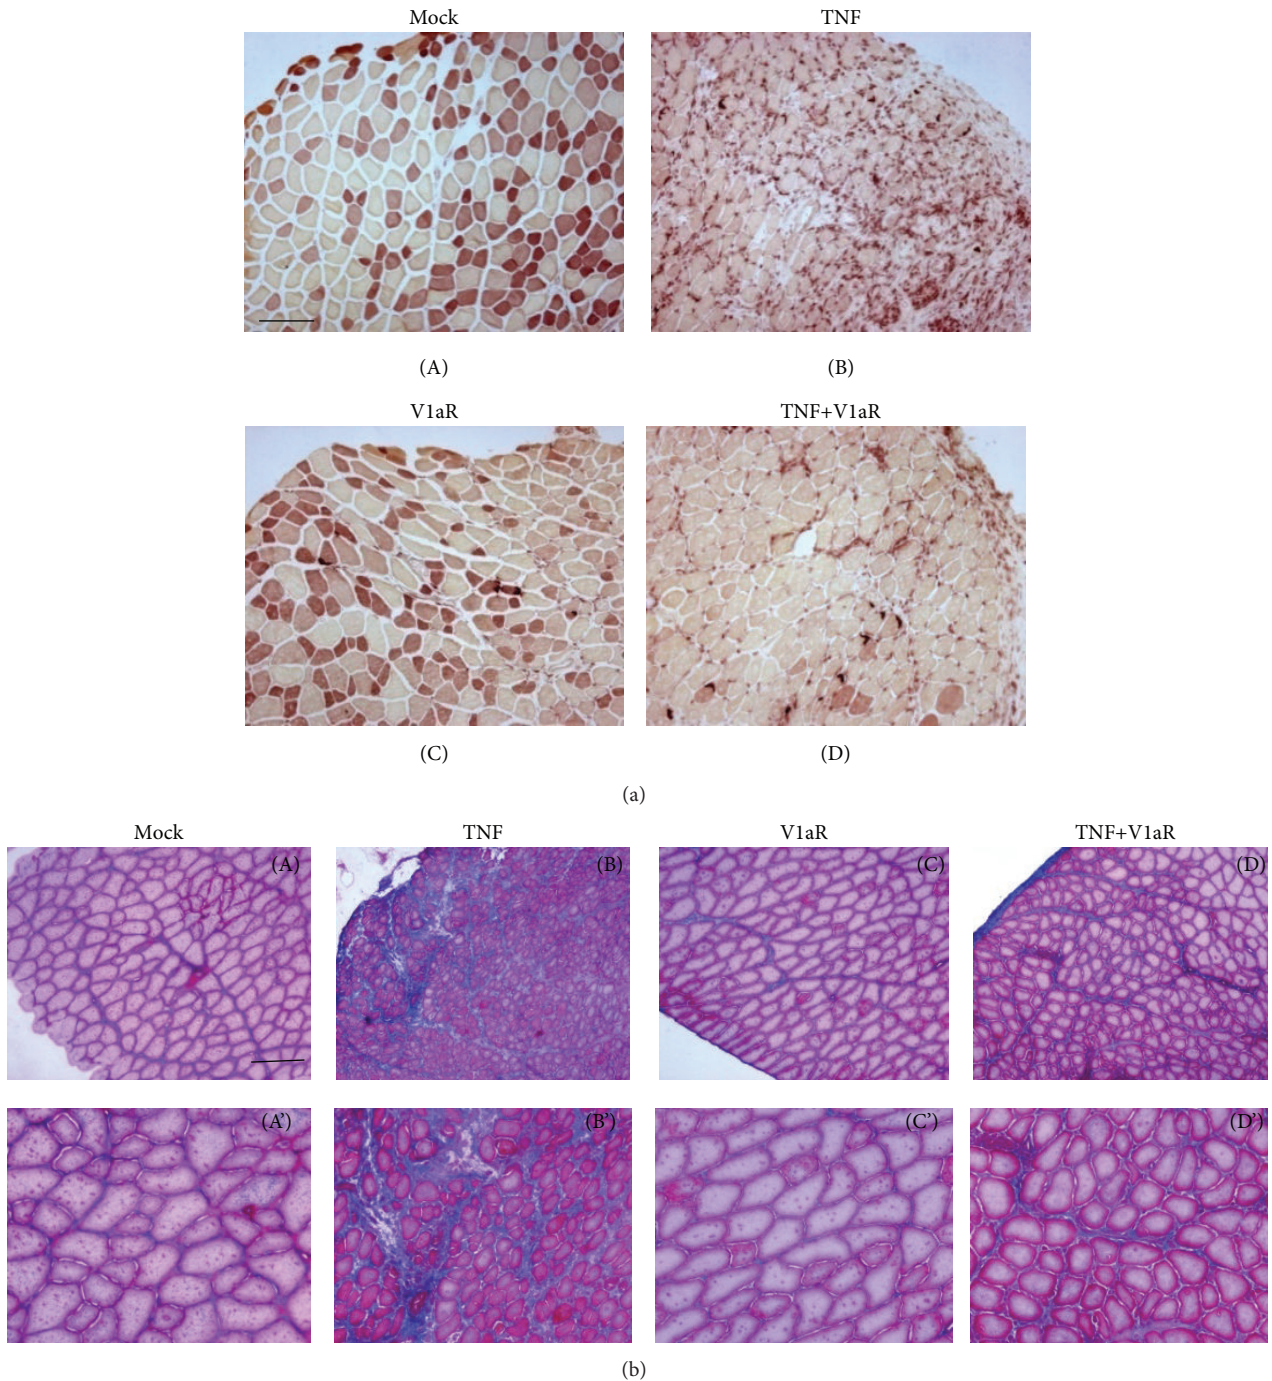 Mock TNF
(A) (B)
V1aR TNF+V1aR
(C) (D)
(a)
Mock TNF V1aR TNF+V1aR
(A) (B) (C) (D)
(A') (B') (C') (D')
(b)